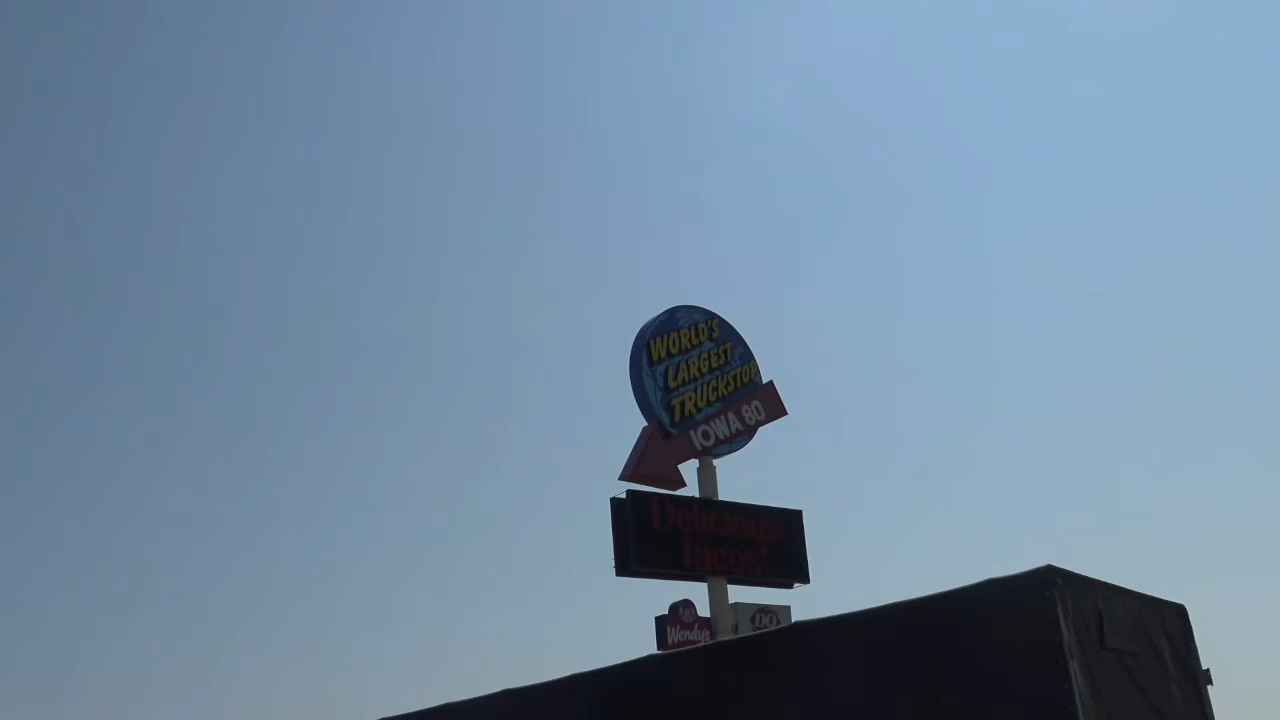 WORLD'S
LARGEST
TRUCKSTOP
IOWA 80
Delicious
Tacos!
Wendy's
DQ